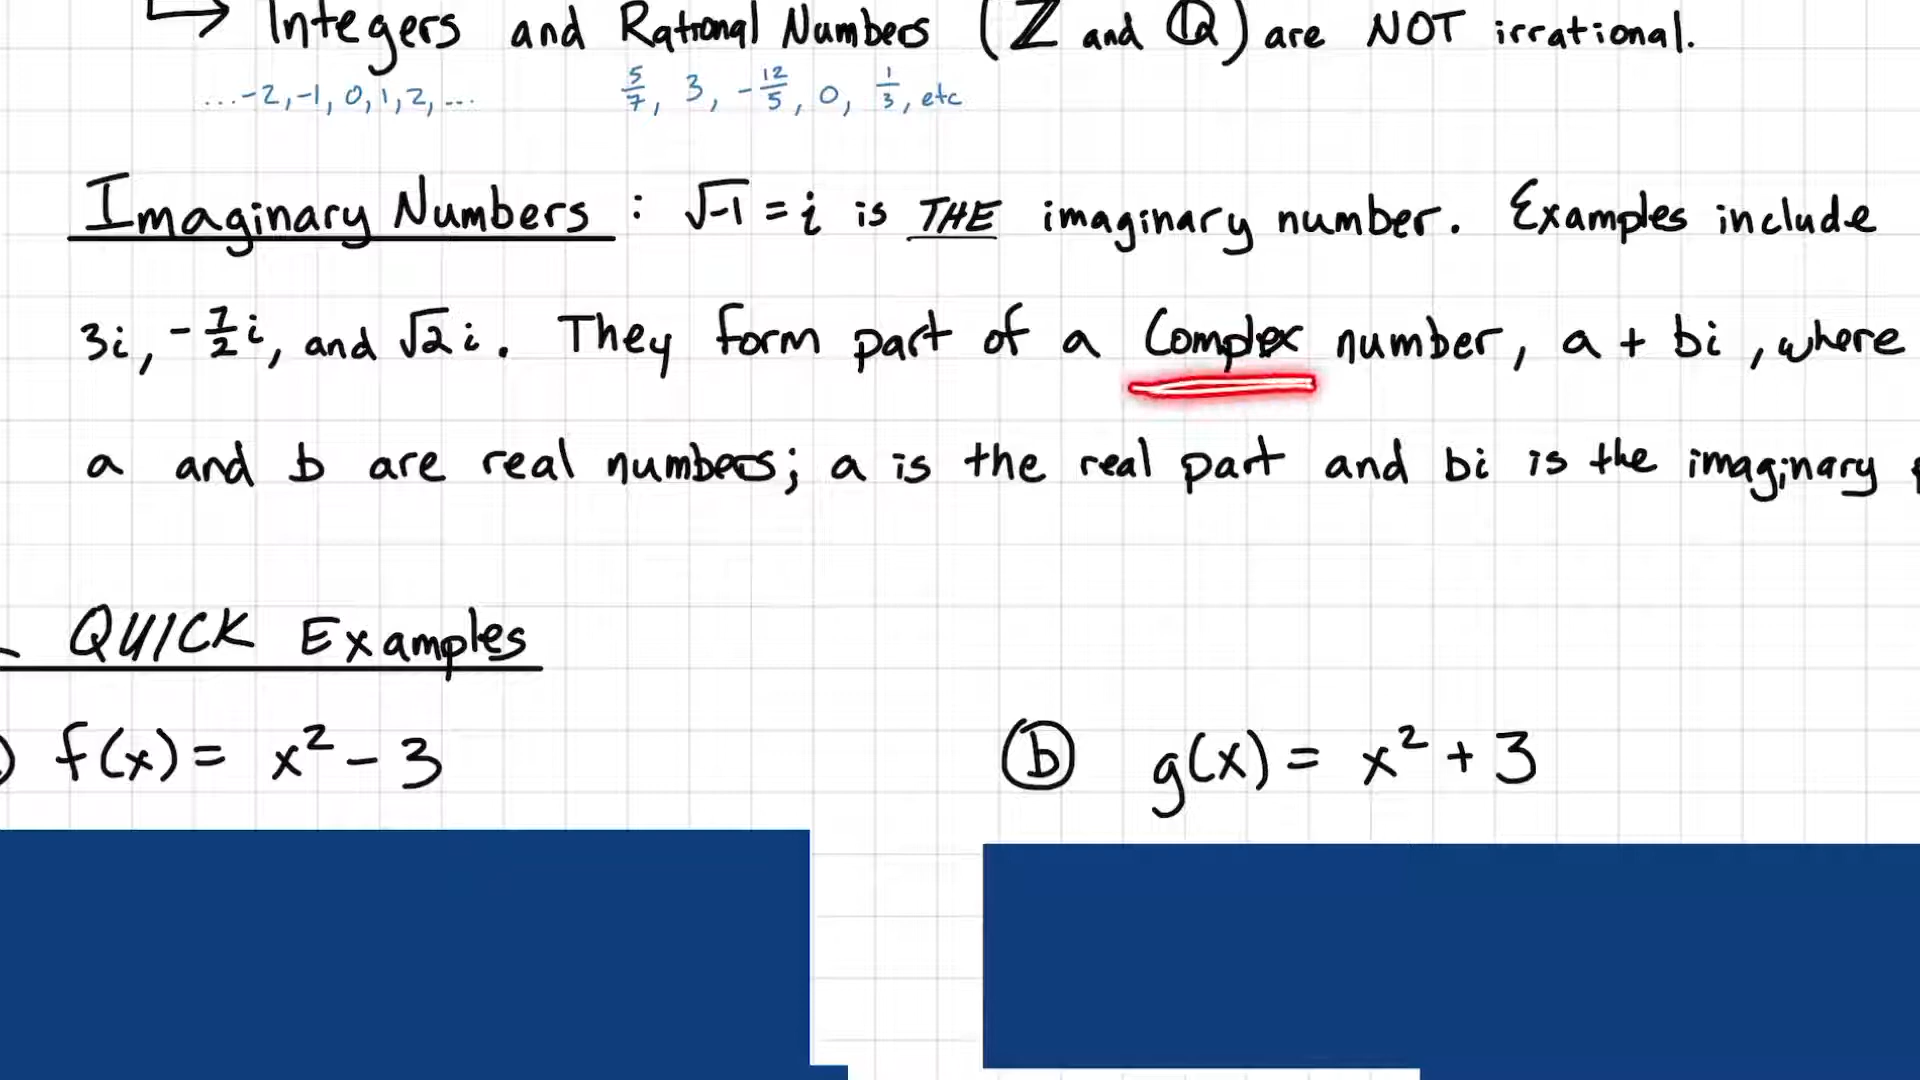 ↳ Integers and Rational Numbers (ℤ and ℚ) are NOT irrational.
...-2,-1, 0, 1, 2, ... 5/7, 3, -12/5, 0, 1/3, etc
Imaginary Numbers : √-1 = i is THE imaginary number. Examples include
3i, -7/2 i, and √2 i. They form part of a Complex number, a + bi, where
a and b are real numbers; a is the real part and bi is the imaginary
QUICK Examples
f(x) = x² - 3
ⓑ g(x) = x² + 3